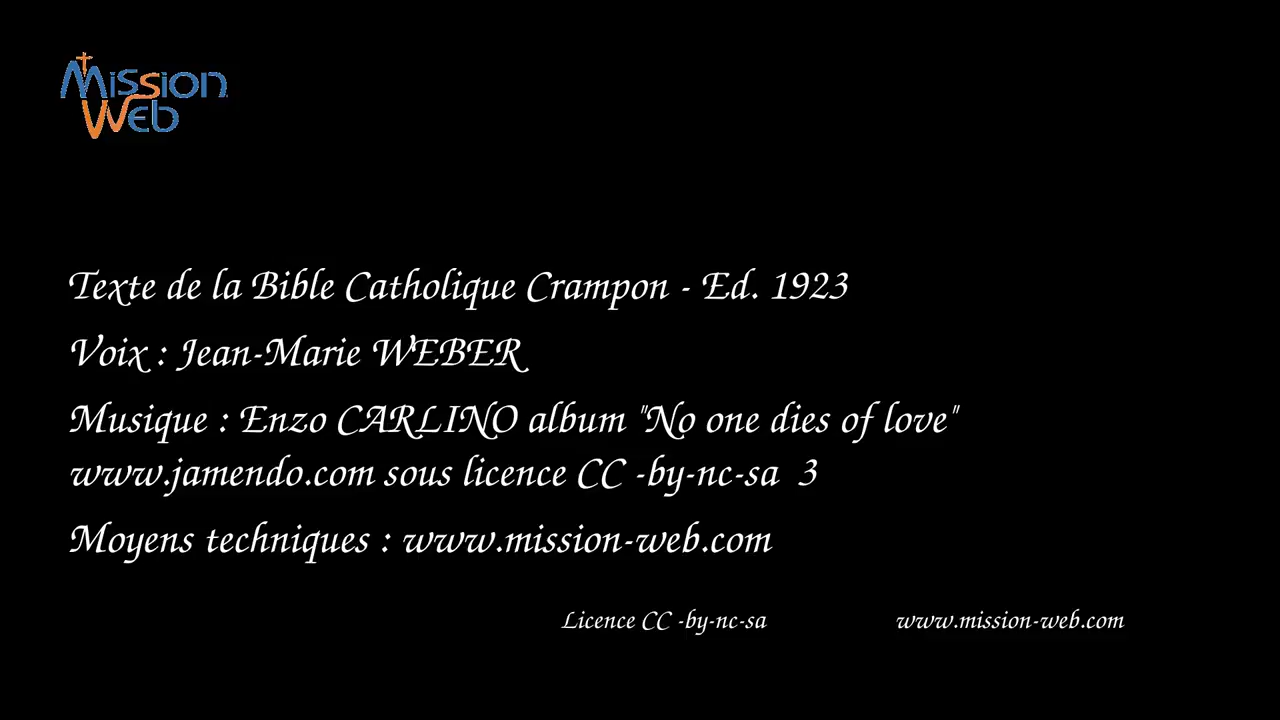 Mission
Web
Texte de la Bible Catholique Crampon - Ed. 1923
Voix : Jean-Marie WEBER
Musique : Enzo CARLINO album "No one dies of love"
www.jamendo.com sous licence CC -by-nc-sa 3
Moyens techniques : www.mission-web.com
Licence CC -by-nc-sa www.mission-web.com